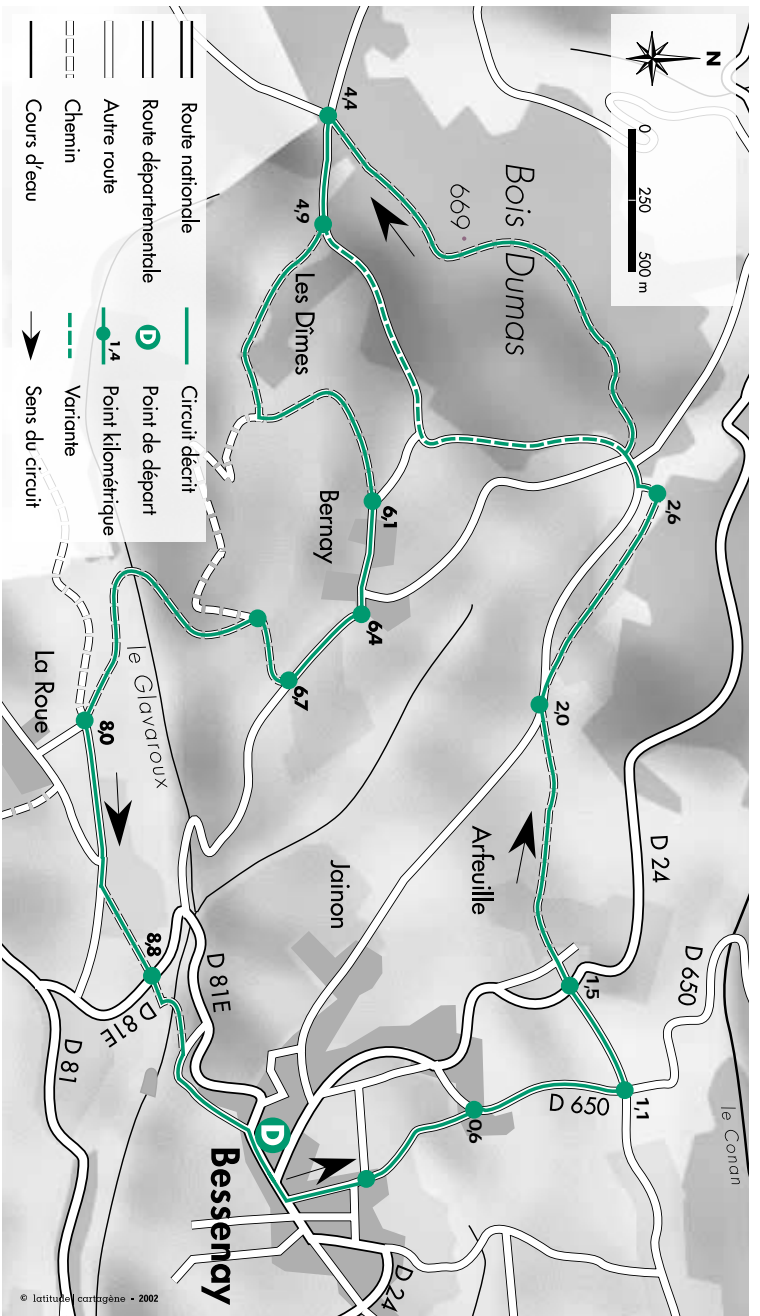 N
0 250 500 m
Bois Dumas
669
4,4
4,9
Les Dîmes
2,6
6,1
Bernay
6,4
6,7
2,0
D 24
D 650
Arfeuille
Jainon
1,5
D 650
1,1
le Conan
0,6
le Glavaroux
La Roue
8,0
8,8
D 81E
D 81E
D 81
D
Bessenay
D 24
Route nationale
Route départementale
Autre route
Chemin
Cours d'eau
Circuit décrit
D Point de départ
1,4 Point kilométrique
Variante
Sens du circuit
© latitude | cartagène - 2002